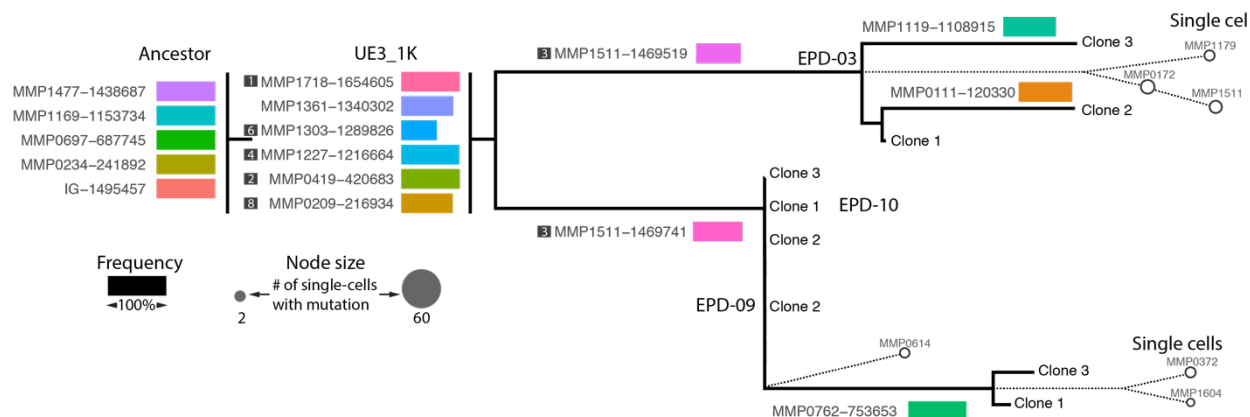 Ancestor
MMP1477-1438687
MMP1169-1153734
MMP0697-687745
MMP0234-241892
IG-1495457
UE3_1K
1 MMP1718-1654605
MMP1361-1340302
6 MMP1303-1289826
4 MMP1227-1216664
2 MMP0419-420683
8 MMP0209-216934
3 MMP1511-1469519
EPD-03
MMP1119-1108915
Clone 3
Single cel
MMP1179
MMP0172
MMP1511
MMP0111-120330
Clone 2
Clone 1
3 MMP1511-1469741
Clone 3
Clone 1
EPD-10
Clone 2
EPD-09
Clone 2
MMP0614
Single cells
MMP0372
Clone 3
MMP1604
Clone 1
MMP0762-753653
Frequency
100%
Node size
# of single-cells
with mutation
2
60